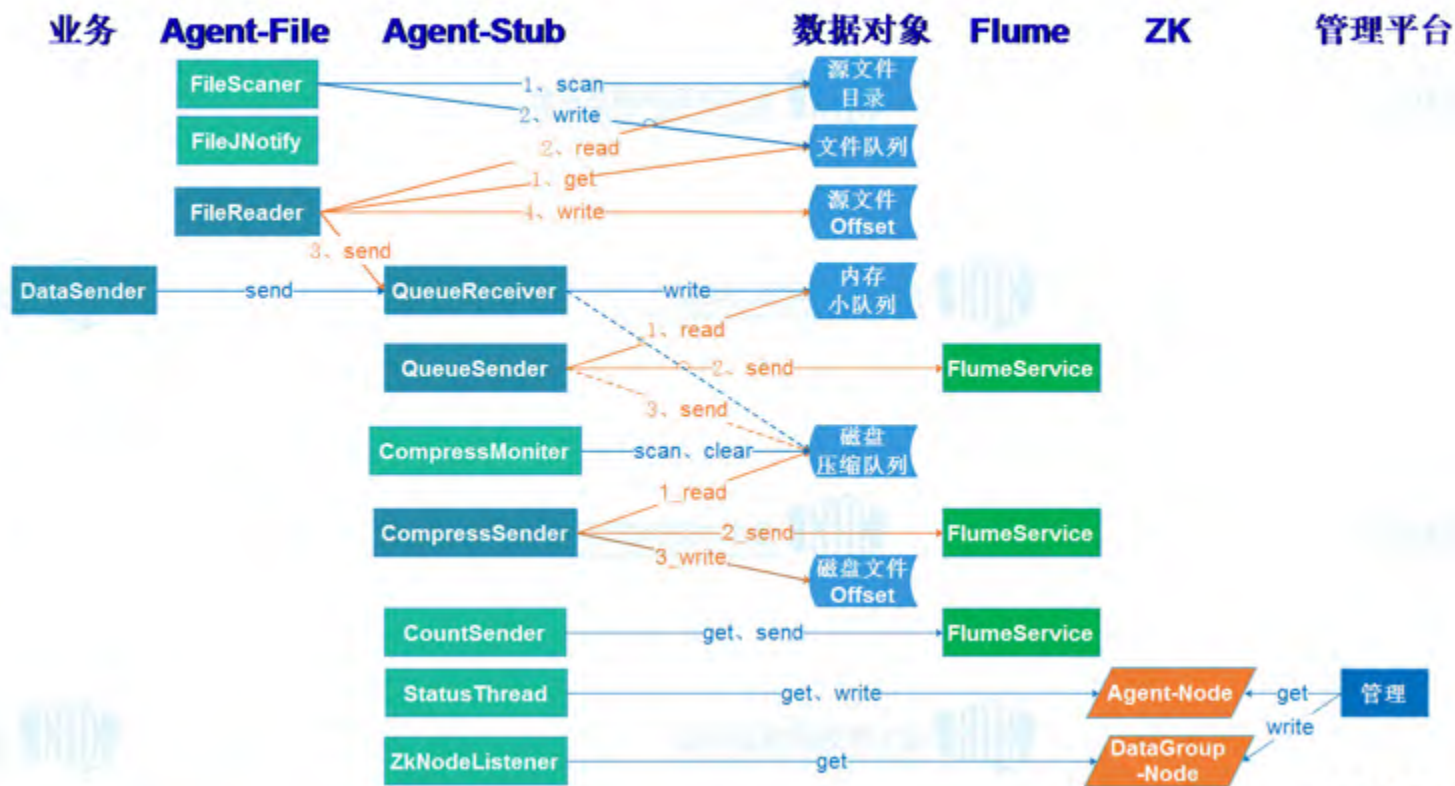 业务 Agent-File Agent-Stub 数据对象 Flume ZK 管理平台
FileScaner
1、scan
源文件
目录
2、write
FileJNotify
2、read
文件队列
1、get
FileReader
4、write
源文件
Offset
3、send
DataSender
send
QueueReceiver
write
内存
小队列
1、read
QueueSender
2、send
FlumeService
3、send
CompressMoniter
scan、clear
磁盘
压缩队列
1_read
CompressSender
2_send
FlumeService
3_write
磁盘文件
Offset
CountSender
get、send
FlumeService
StatusThread
get、write
Agent-Node
get
管理
write
ZkNodeListener
get
DataGroup
-Node